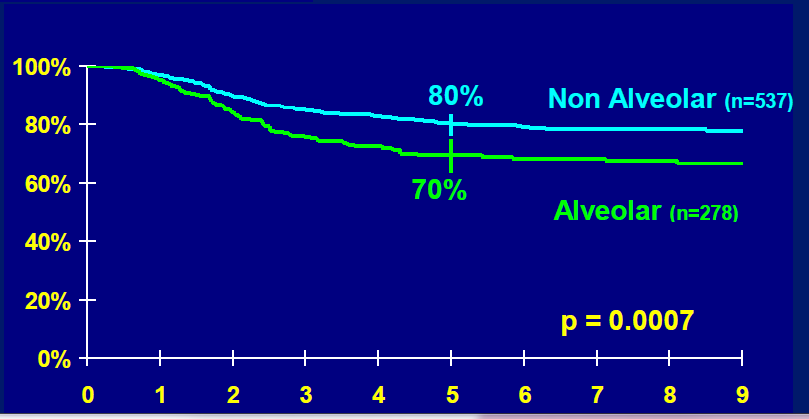 100%
80%
60%
40%
20%
0%
80%
Non Alveolar (n=537)
70%
Alveolar (n=278)
p = 0.0007
0 1 2 3 4 5 6 7 8 9